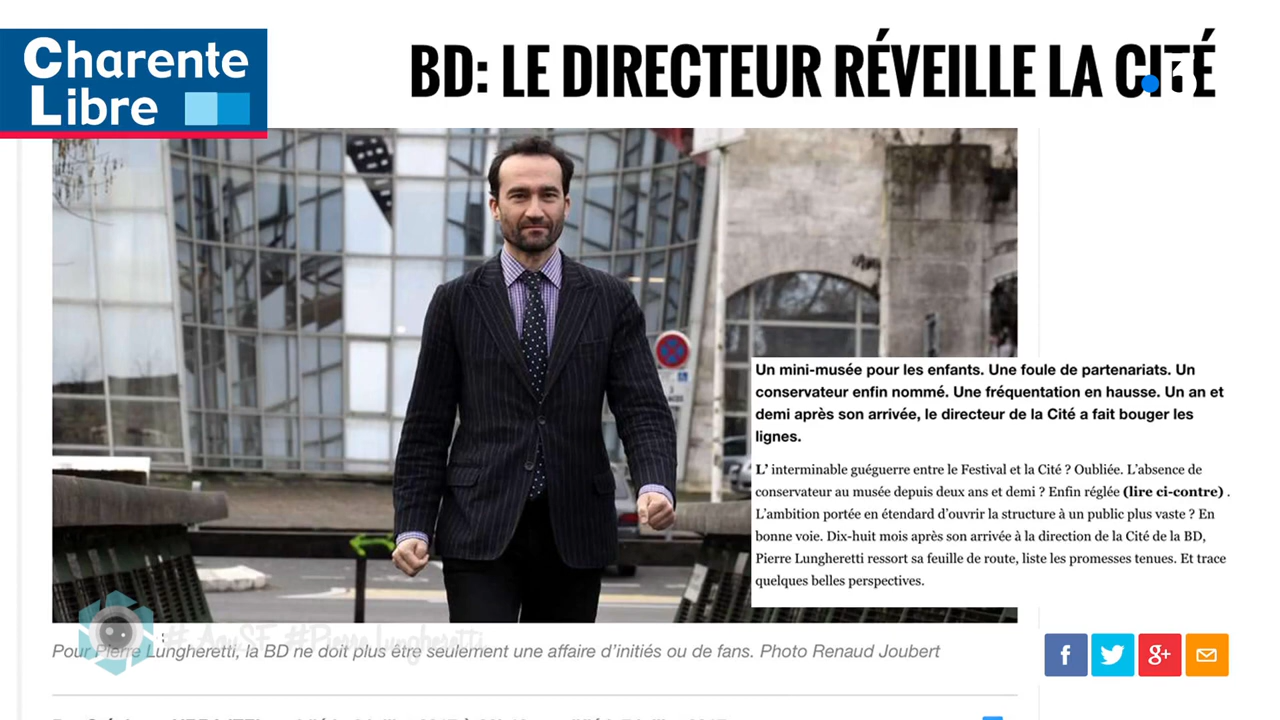 Charente
Libre
BD: LE DIRECTEUR RÉVEILLE LA CITÉ
Un mini-musée pour les enfants. Une foule de partenariats. Un
conservateur enfin nommé. Une fréquentation en hausse. Un an et
demi après son arrivée, le directeur de la Cité a fait bouger les
lignes.
L’ interminable guéguerre entre le Festival et la Cité ? Oubliée. L’absence de
conservateur au musée depuis deux ans et demi ? Enfin réglée (lire ci-contre) .
L’ambition portée en étendard d’ouvrir la structure à un public plus vaste ? En
bonne voie. Dix-huit mois après son arrivée à la direction de la Cité de la BD,
Pierre Lungheretti ressort sa feuille de route, liste les promesses tenues. Et trace
quelques belles perspectives.
# AquSF #Pierre Lungheretti
Pour Pierre Lungheretti, la BD ne doit plus être seulement une affaire d’initiés ou de fans. Photo Renaud Joubert
f
g+